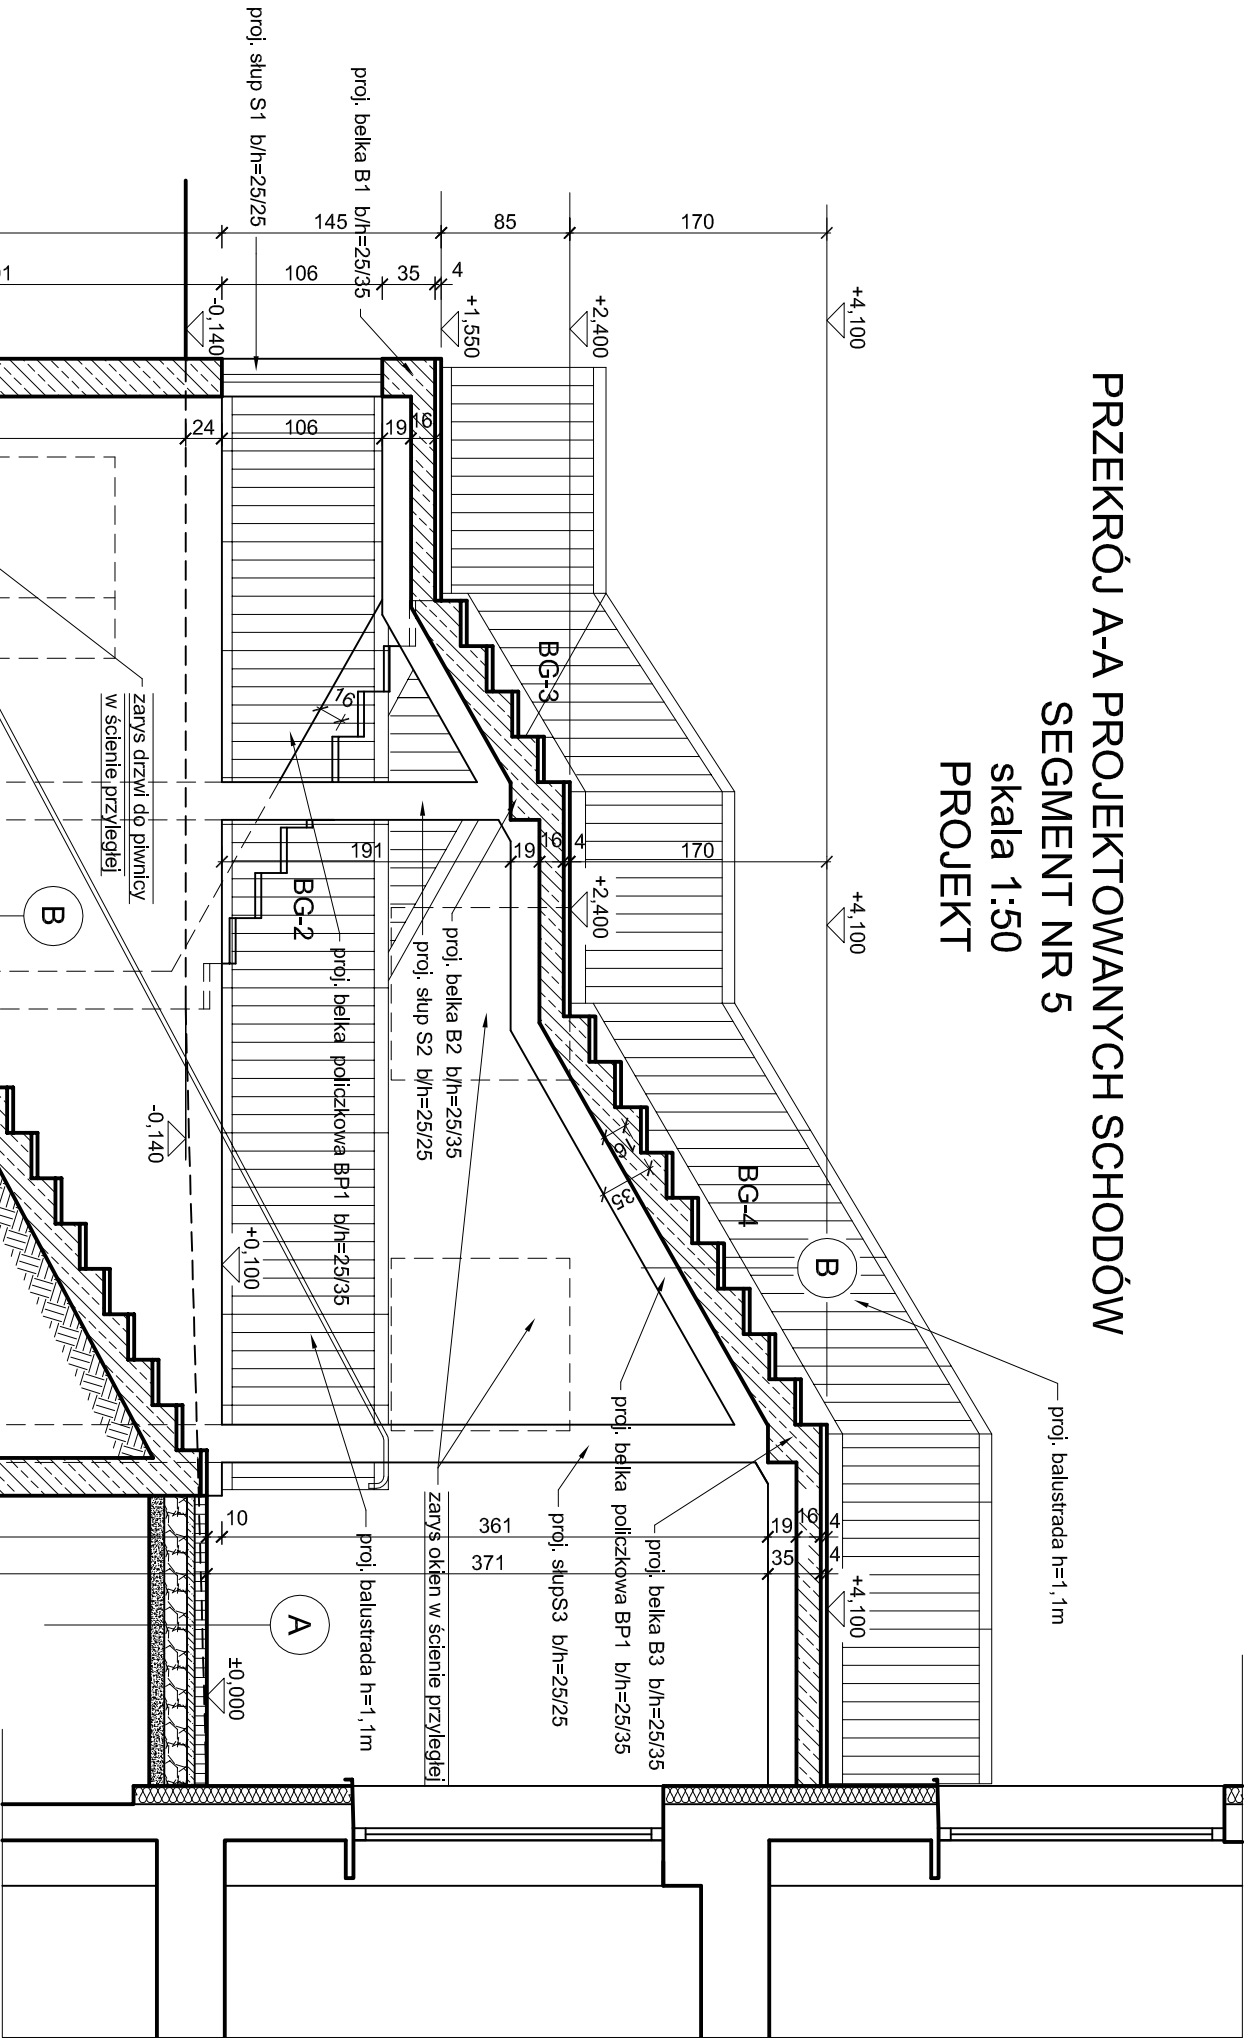 PRZEKRÓJ A-A PROJEKTOWANYCH SCHODÓW
SEGMENT NR 5
skala 1:50
PROJEKT
proj. balustrada h=1,1m
+4,100
+4,100
+4,100
170
170
4
4
B
BG-4
proj. belka B3 b/h=25/35
proj. belka policzkowa BP1 b/h=25/35
proj. słupS3 b/h=25/25
19
16
35
+2,400
+2,400
85
4
16
19
BG-3
35
+1,550
4
35
145
106
proj. belka B1 b/h=25/35
proj. słup S1 b/h=25/25
16
19
106
24
-0,140
16
191
proj. belka B2 b/h=25/35
proj. słup S2 b/h=25/25
proj. belka policzkowa BP1 b/h=25/35
BG-2
zarys okien w ścienie przyległej
361
371
10
proj. balustrada h=1,1m
+0,100
±0,000
A
-0,140
zarys drzwi do piwnicy
w ścienie przyległej
B